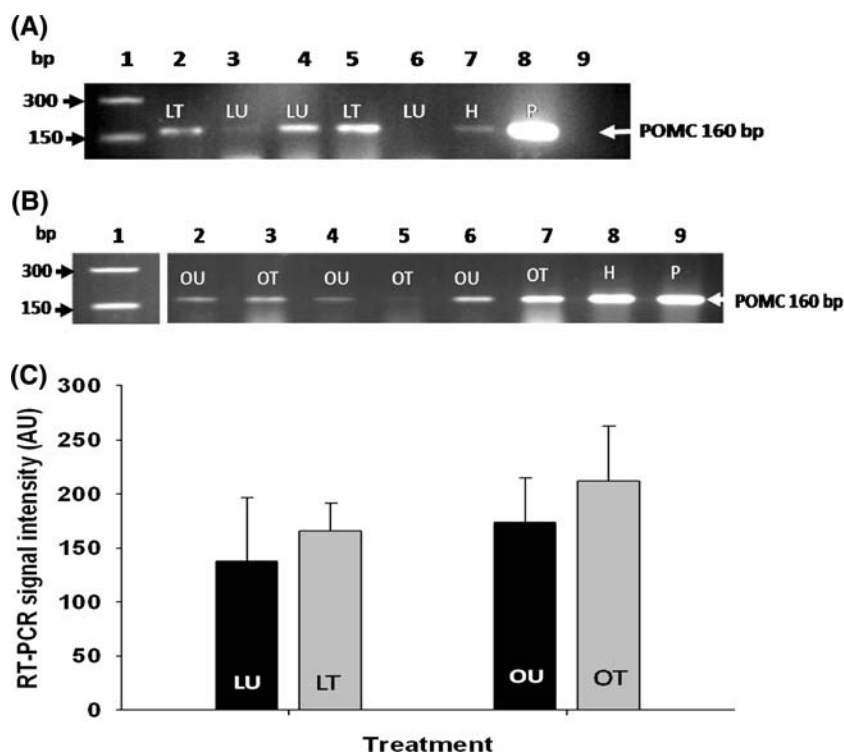 (A)
bp 1 2 3 4 5 6 7 8 9
300
LT LU LU LT LU H P
150
POMC 160 bp
(B)
bp 1 2 3 4 5 6 7 8 9
300
OU OT OU OT OU OT H P
150
POMC 160 bp
(C)
RT-PCR signal intensity (AU)
300
250
200
150
100
50
0
LU LT OU OT
Treatment